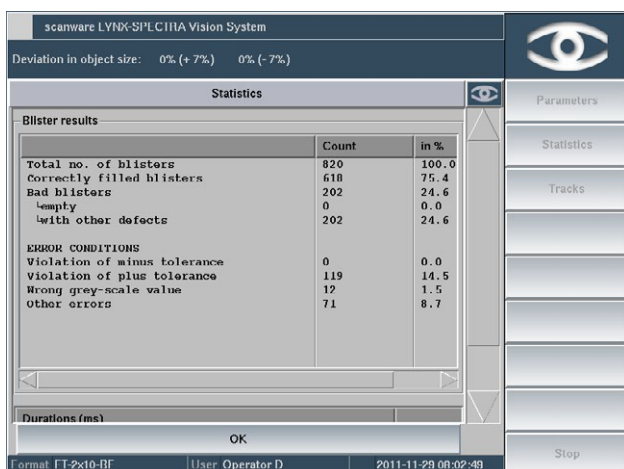 scanware LYNX-SPECTRA Vision System
Deviation in object size: 0% (+ 7%) 0% (- 7%)
Statistics
Blister results
Count in %
Total no. of blisters 820 100.0
Correctly filled blisters 618 75.4
Bad blisters 202 24.6
empty 0 0.0
with other defects 202 24.6
ERROR CONDITIONS
Violation of minus tolerance 0 0.0
Violation of plus tolerance 119 14.5
Wrong grey-scale value 12 1.5
Other errors 71 8.7
Durations (ms)
OK
Format FT-2x10-BF User Operator D 2011-11-29 08:02:49
Parameters
Statistics
Tracks
Stop